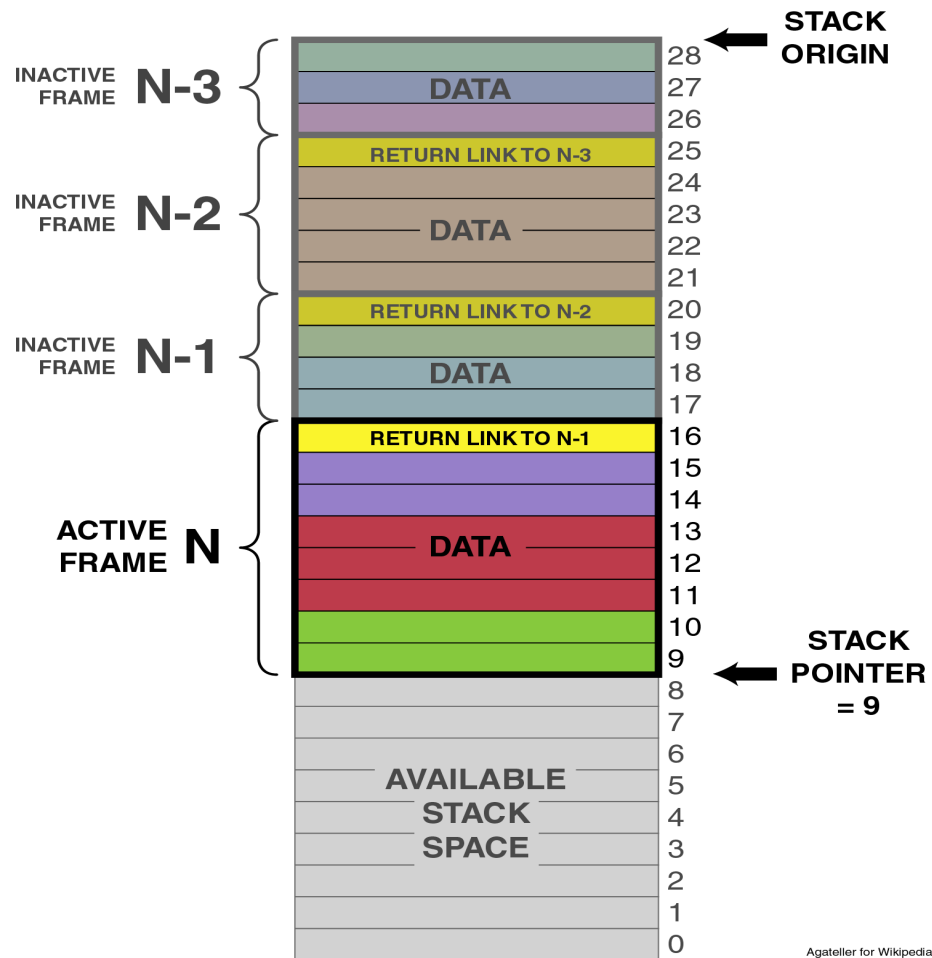 STACK
ORIGIN
28
INACTIVE
FRAME N-3
DATA
27
26
RETURN LINK TO N-3
25
24
INACTIVE
FRAME N-2
23
DATA
22
21
RETURN LINK TO N-2
20
19
INACTIVE
FRAME N-1
DATA
18
17
RETURN LINK TO N-1
16
15
14
13
ACTIVE
FRAME N
DATA
12
11
10
9
STACK
POINTER
= 9
8
7
6
AVAILABLE
STACK
SPACE
5
4
3
2
1
0
Agateller for Wikipedia